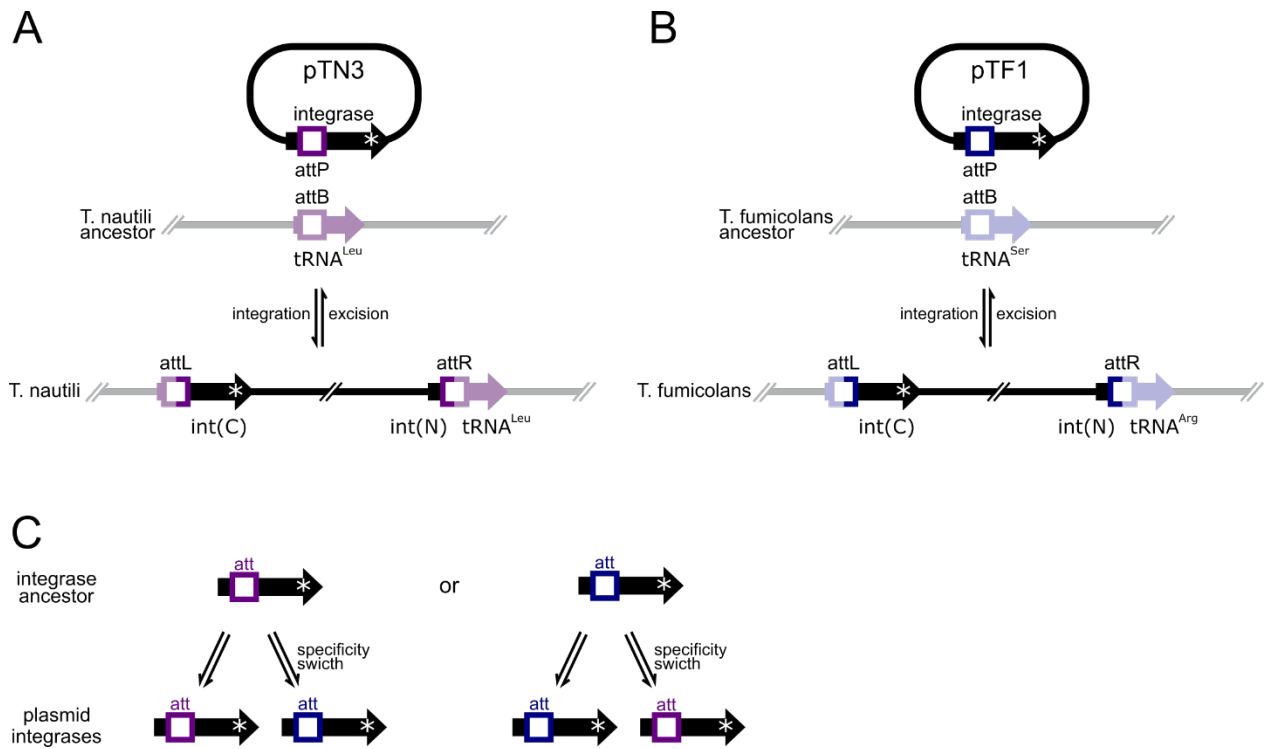 A
pTN3
integrase
*
attP
attB
T. nautili
ancestor
tRNA^Leu
integration
excision
attL
attR
T. nautili
*
int(C)
int(N)
tRNA^Leu
B
pTF1
integrase
*
attP
attB
T. fumicolans
ancestor
tRNA^Ser
integration
excision
attL
attR
T. fumicolans
*
int(C)
int(N)
tRNA^Arg
C
integrase
ancestor
att
*
or
att
*
specificity
swicth
specificity
swicth
plasmid
integrases
att
*
att
*
att
*
att
*